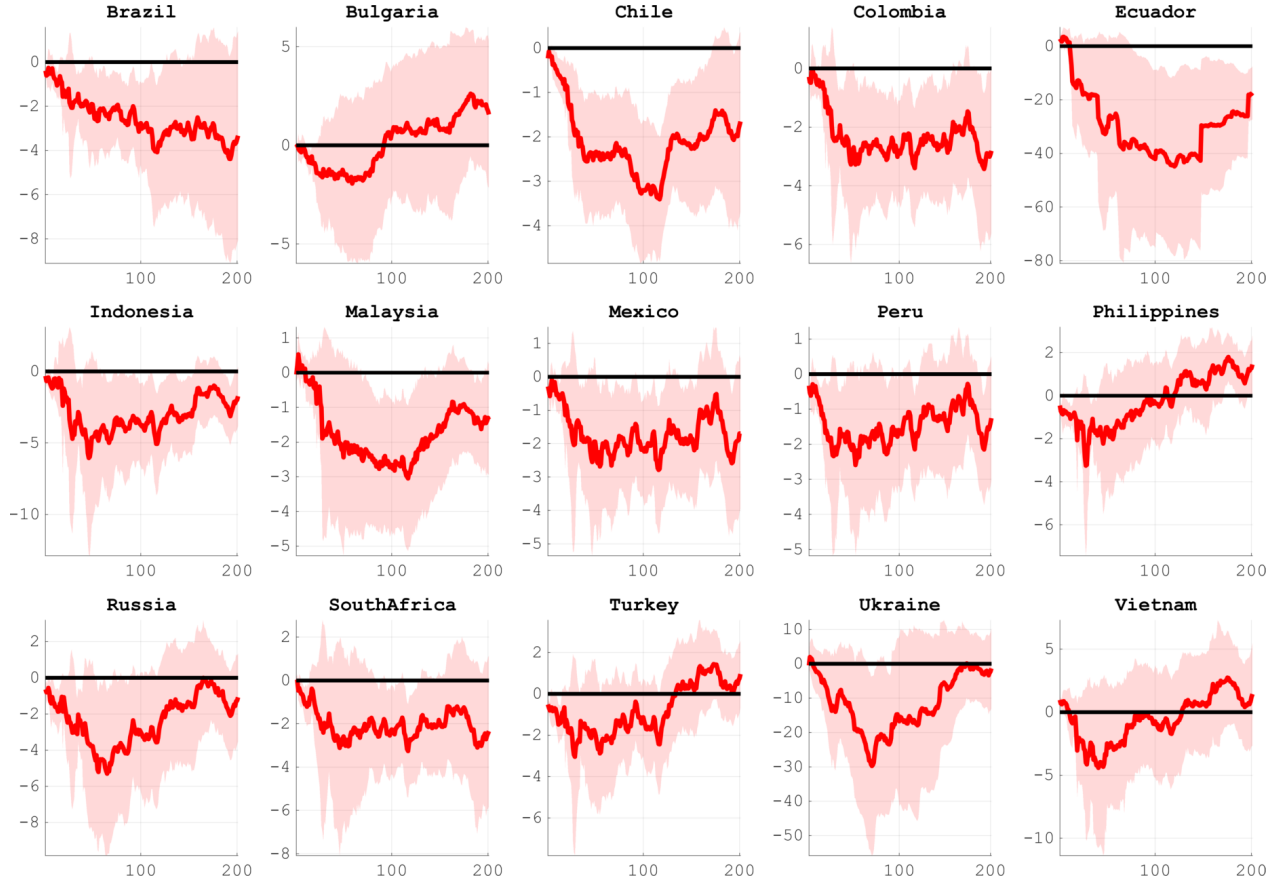 Brazil Bulgaria Chile Colombia Ecuador
0 5 0 0 0
-2 -1 -2 -20
-4 0 -2 -40
-6 -3 -4 -60
-8 -5 -4 -6 -80
100 200 100 200 100 200 100 200 100 200
Indonesia Malaysia Mexico Peru Philippines
0 1 1 1 2
0 0 0 0
-5 -1 -1 -1 -2
-2 -2 -2
-3 -3 -3 -4
-10 -4 -4 -4 -6
-5 -5 -5
100 200 100 200 100 200 100 200 100 200
Russia SouthAfrica Turkey Ukraine Vietnam
2 2 2 10 5
0 0 0 0 0
-2 -2 -2 -10
-4 -4 -4 -20 -5
-6 -6 -6 -30
-8 -8 -40 -10
-50
100 200 100 200 100 200 100 200 100 200